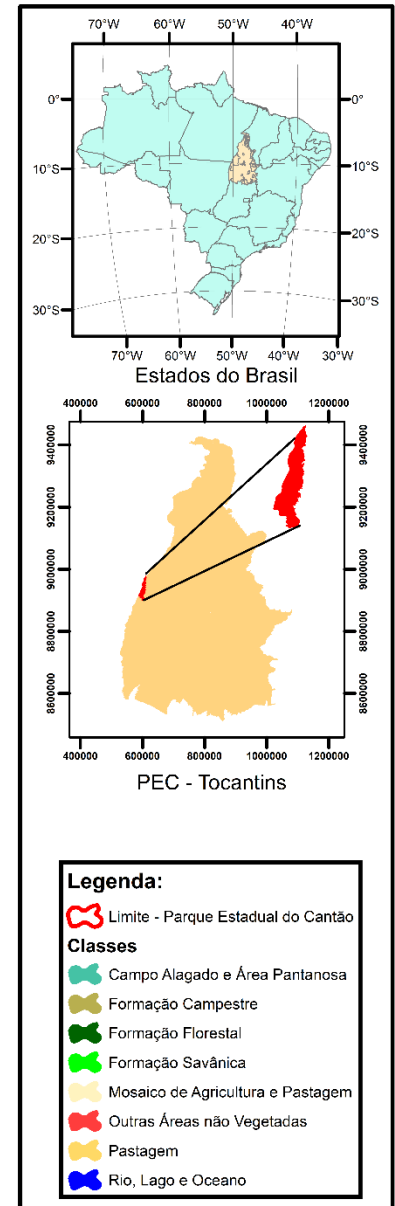 70°W 60°W 50°W 40°W
0° 0°
10°S 10°S
20°S 20°S
30°S 30°S
70°W 60°W 50°W 40°W 30°W
Estados do Brasil
400000 600000 800000 1000000 1200000
9400000 9400000
9200000 9200000
9000000 9000000
8800000 8800000
8600000 8600000
400000 600000 800000 1000000 1200000
PEC - Tocantins
Legenda:
Limite - Parque Estadual do Cantão
Classes
Campo Alagado e Área Pantanosa
Formação Campestre
Formação Florestal
Formação Savânica
Mosaico de Agricultura e Pastagem
Outras Áreas não Vegetadas
Pastagem
Rio, Lago e Oceano